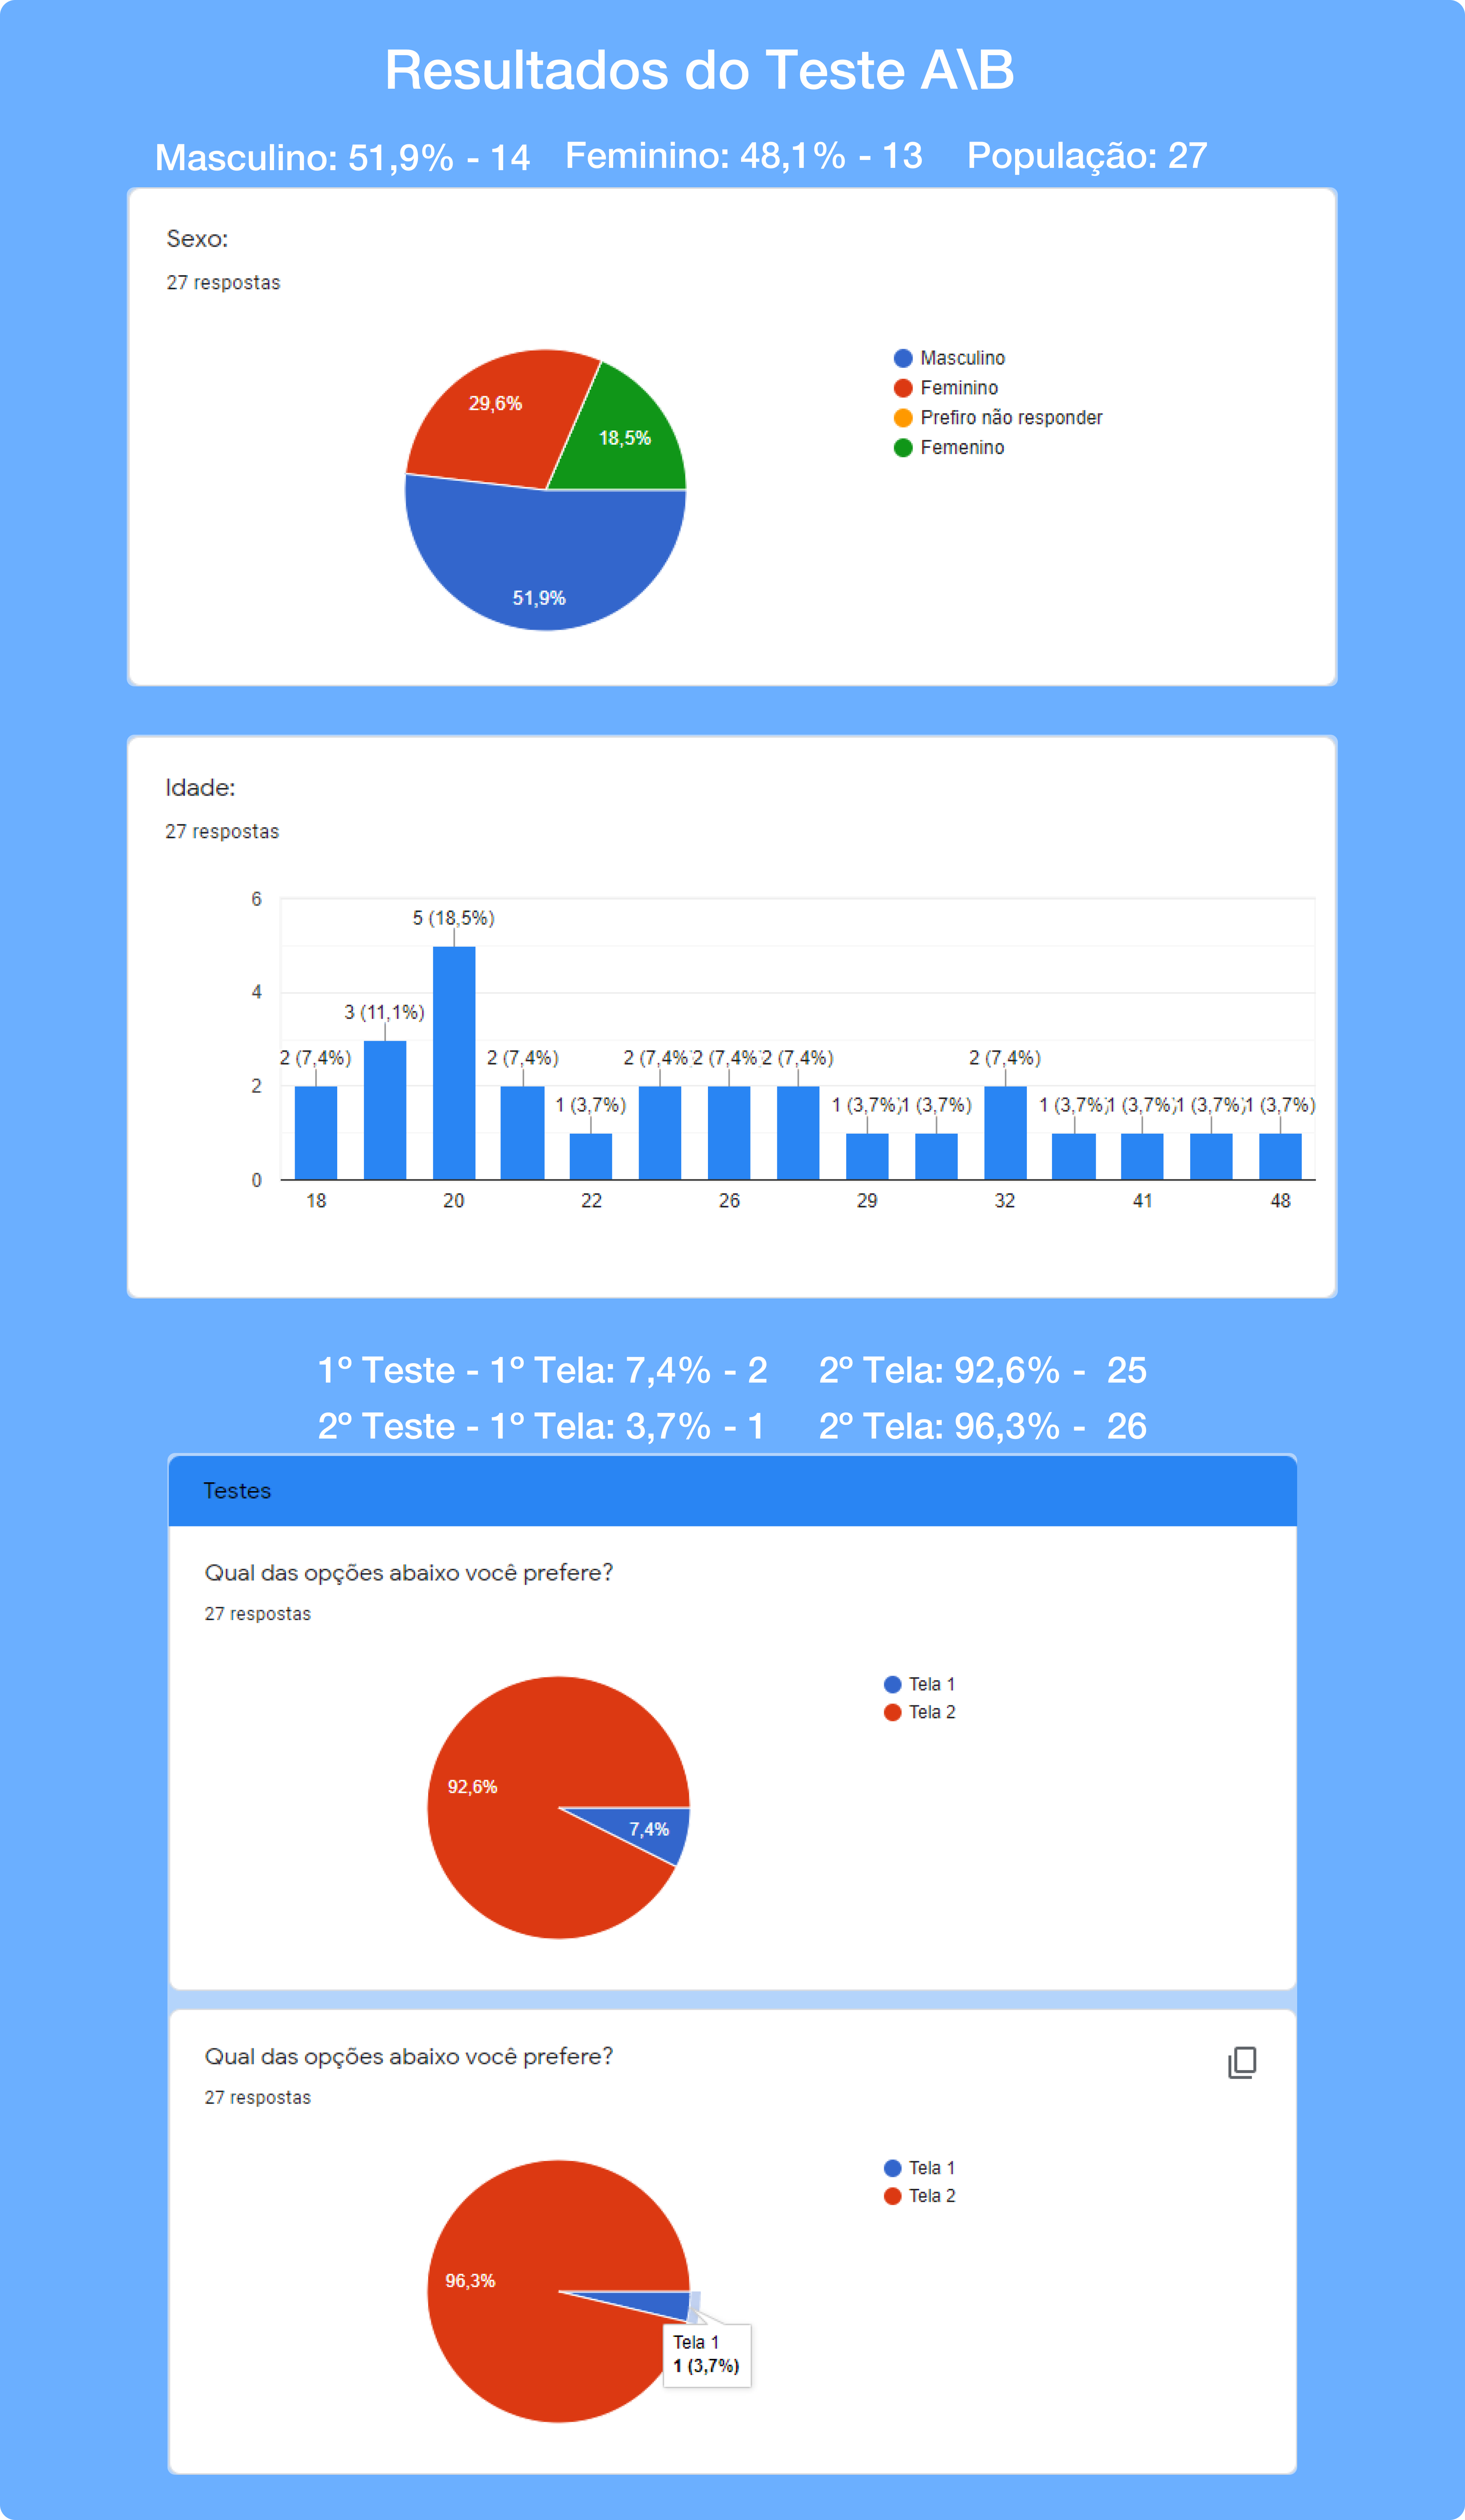 Resultados do Teste A\B
Masculino: 51,9% - 14 Feminino: 48,1% - 13 População: 27
Sexo:
27 respostas
29,6%
18,5%
51,9%
Masculino
Feminino
Prefiro não responder
Femenino
Idade:
27 respostas
6
4
2
0
2 (7,4%)
3 (11,1%)
5 (18,5%)
2 (7,4%)
1 (3,7%)
2 (7,4%
2 (7,4%
2 (7,4%)
1 (3,7%)
1 (3,7%)
2 (7,4%)
1 (3,7%)
1 (3,7%)
1 (3,7%)
1 (3,7%)
18 20 22 26 29 32 41 48
1º Teste - 1º Tela: 7,4% - 2 2º Tela: 92,6% - 25
2º Teste - 1º Tela: 3,7% - 1 2º Tela: 96,3% - 26
Testes
Qual das opções abaixo você prefere?
27 respostas
92,6%
7,4%
Tela 1
Tela 2
Qual das opções abaixo você prefere?
27 respostas
96,3%
Tela 1
Tela 2
Tela 1
1 (3,7%)